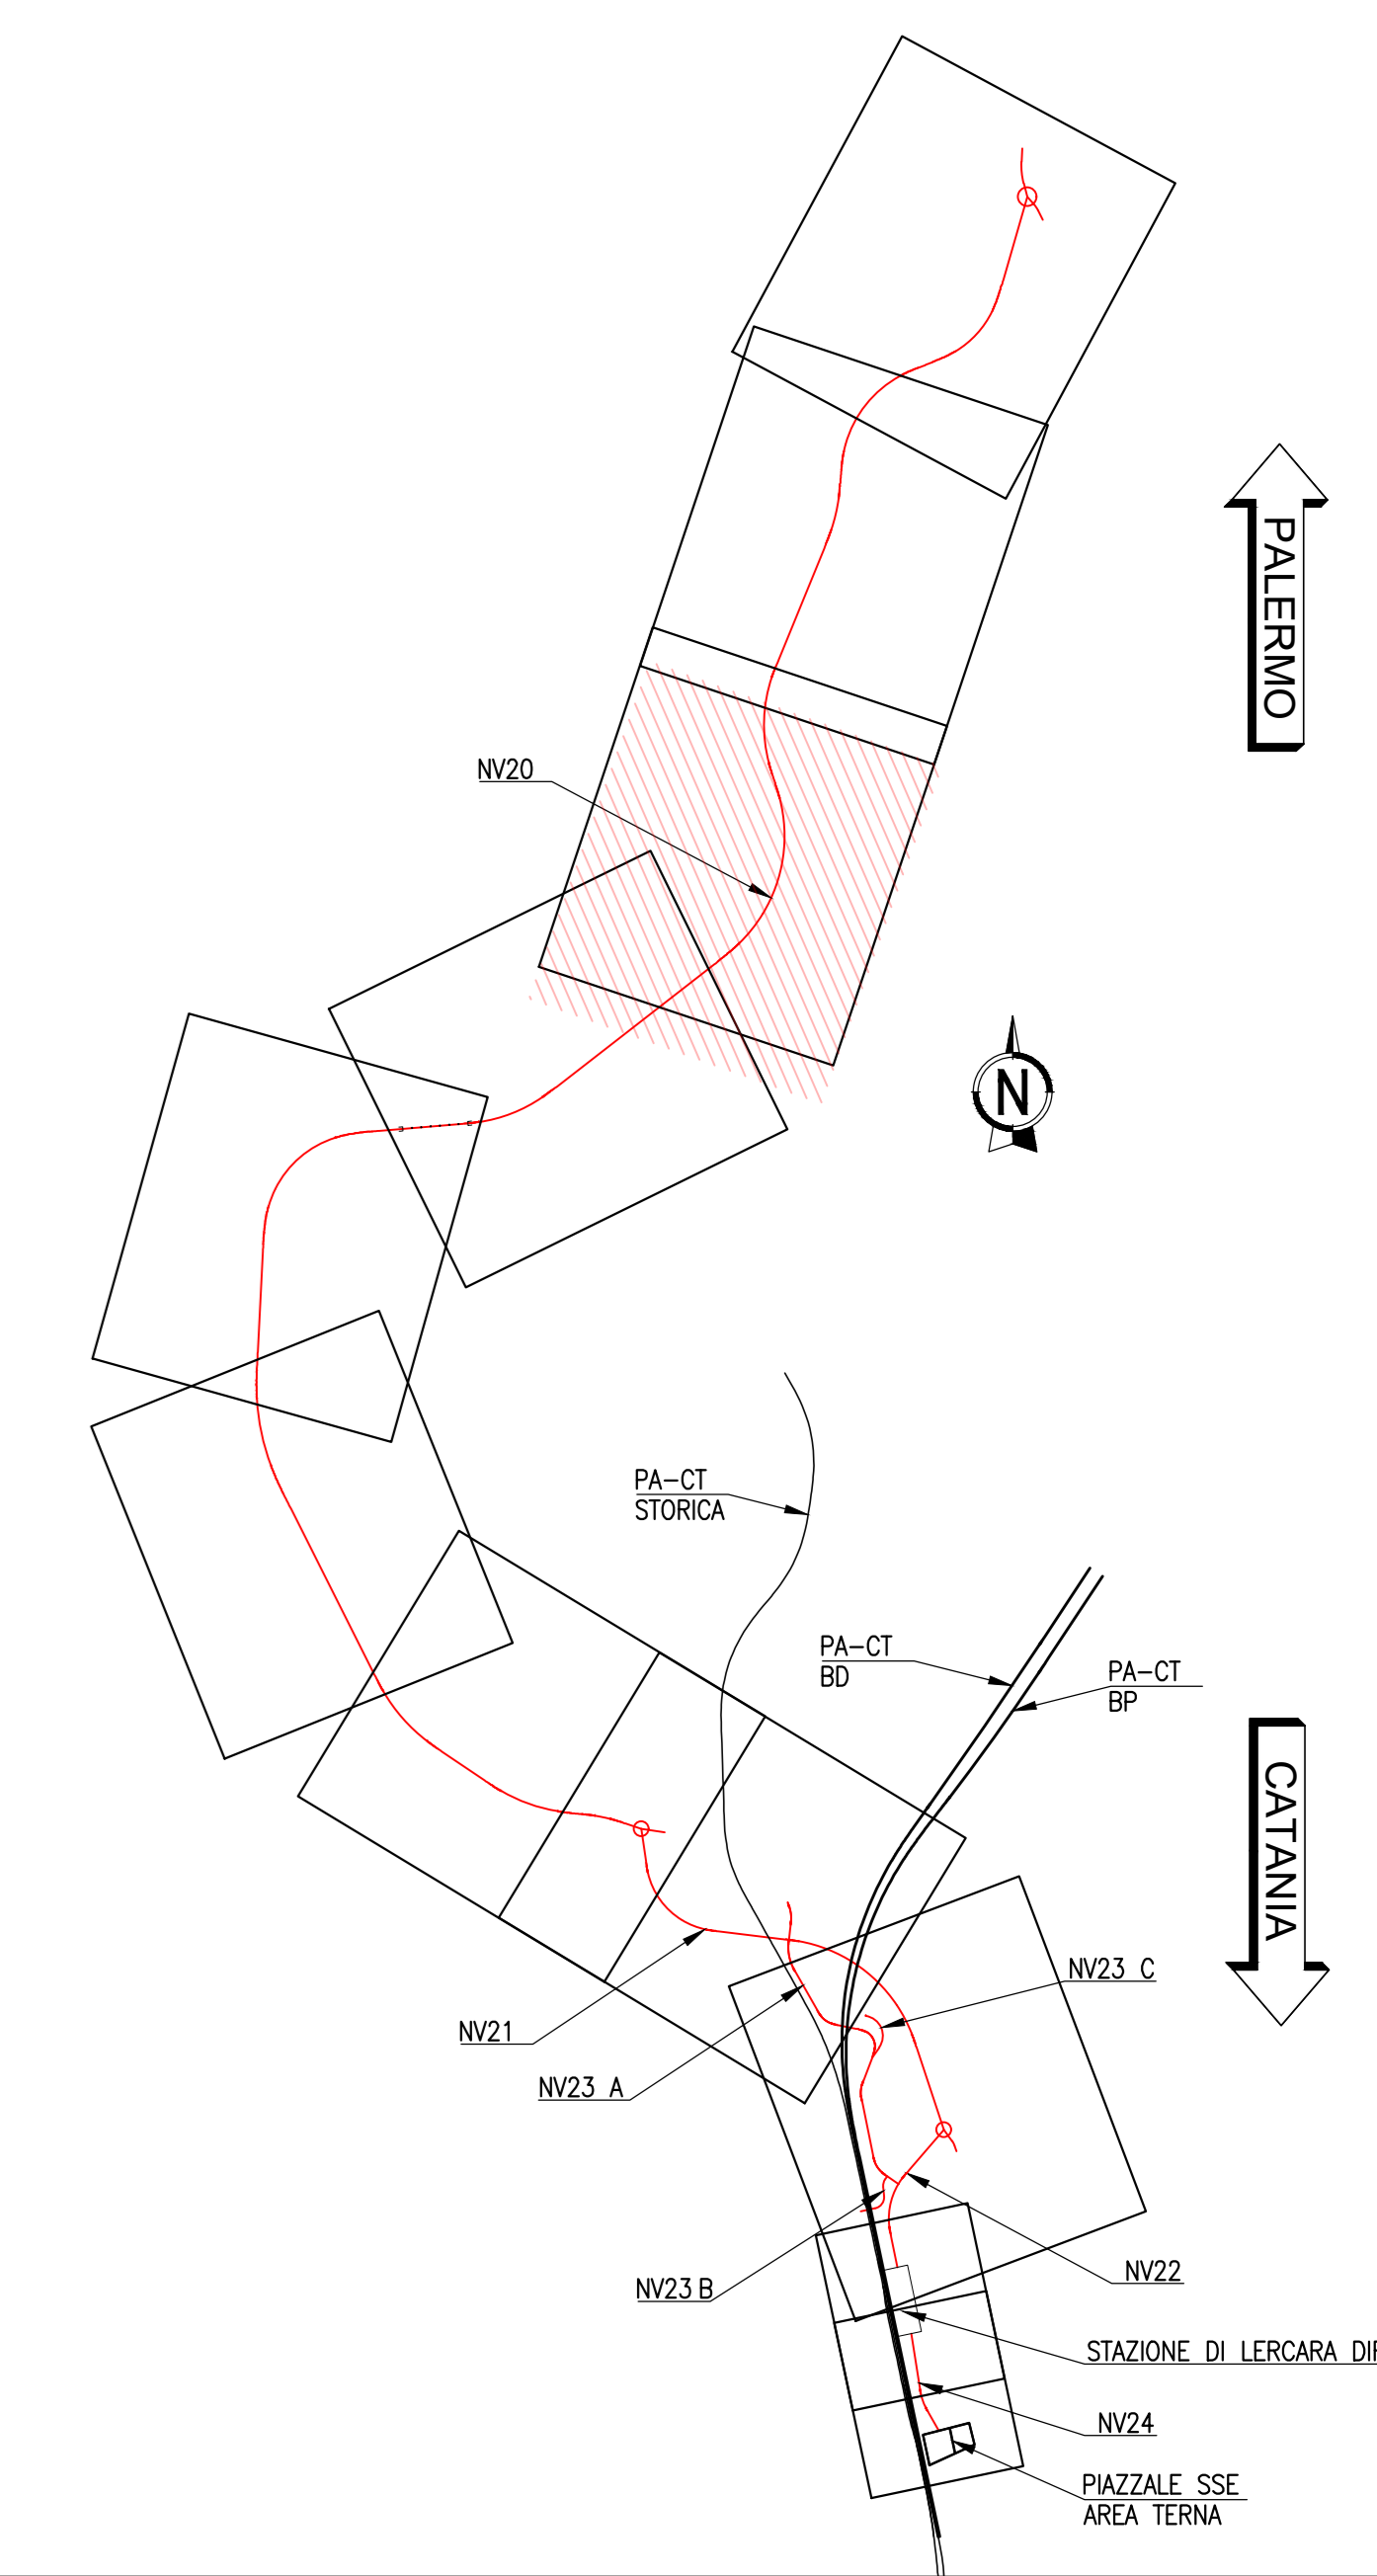 PALERMO
NV20
N
PA-CT
STORICA
PA-CT
BD
PA-CT
BP
CATANIA
NV23 C
NV21
NV23 A
NV22
NV23 B
STAZIONE DI LERCARA
NV24
PIAZZALE SSE
AREA TERNA